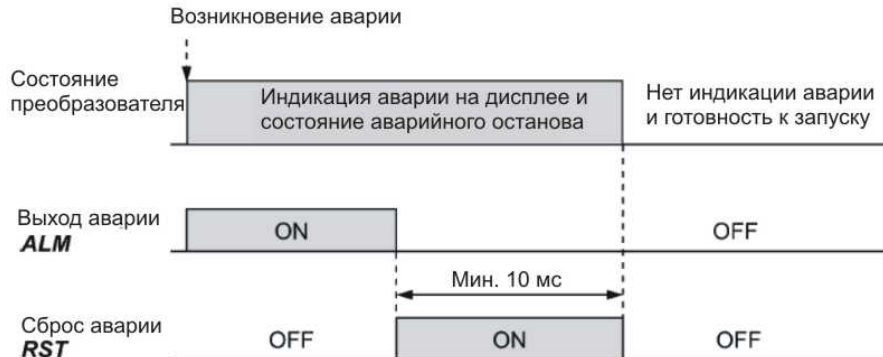 Возникновение аварии
Состояние
преобразователя
Индикация аварии на дисплее и
состояние аварийного останова
Нет индикации аварии
и готовность к запуску
Выход аварии
ALM
ON
OFF
Мин. 10 мс
Сброс аварии
RST
OFF
ON
OFF